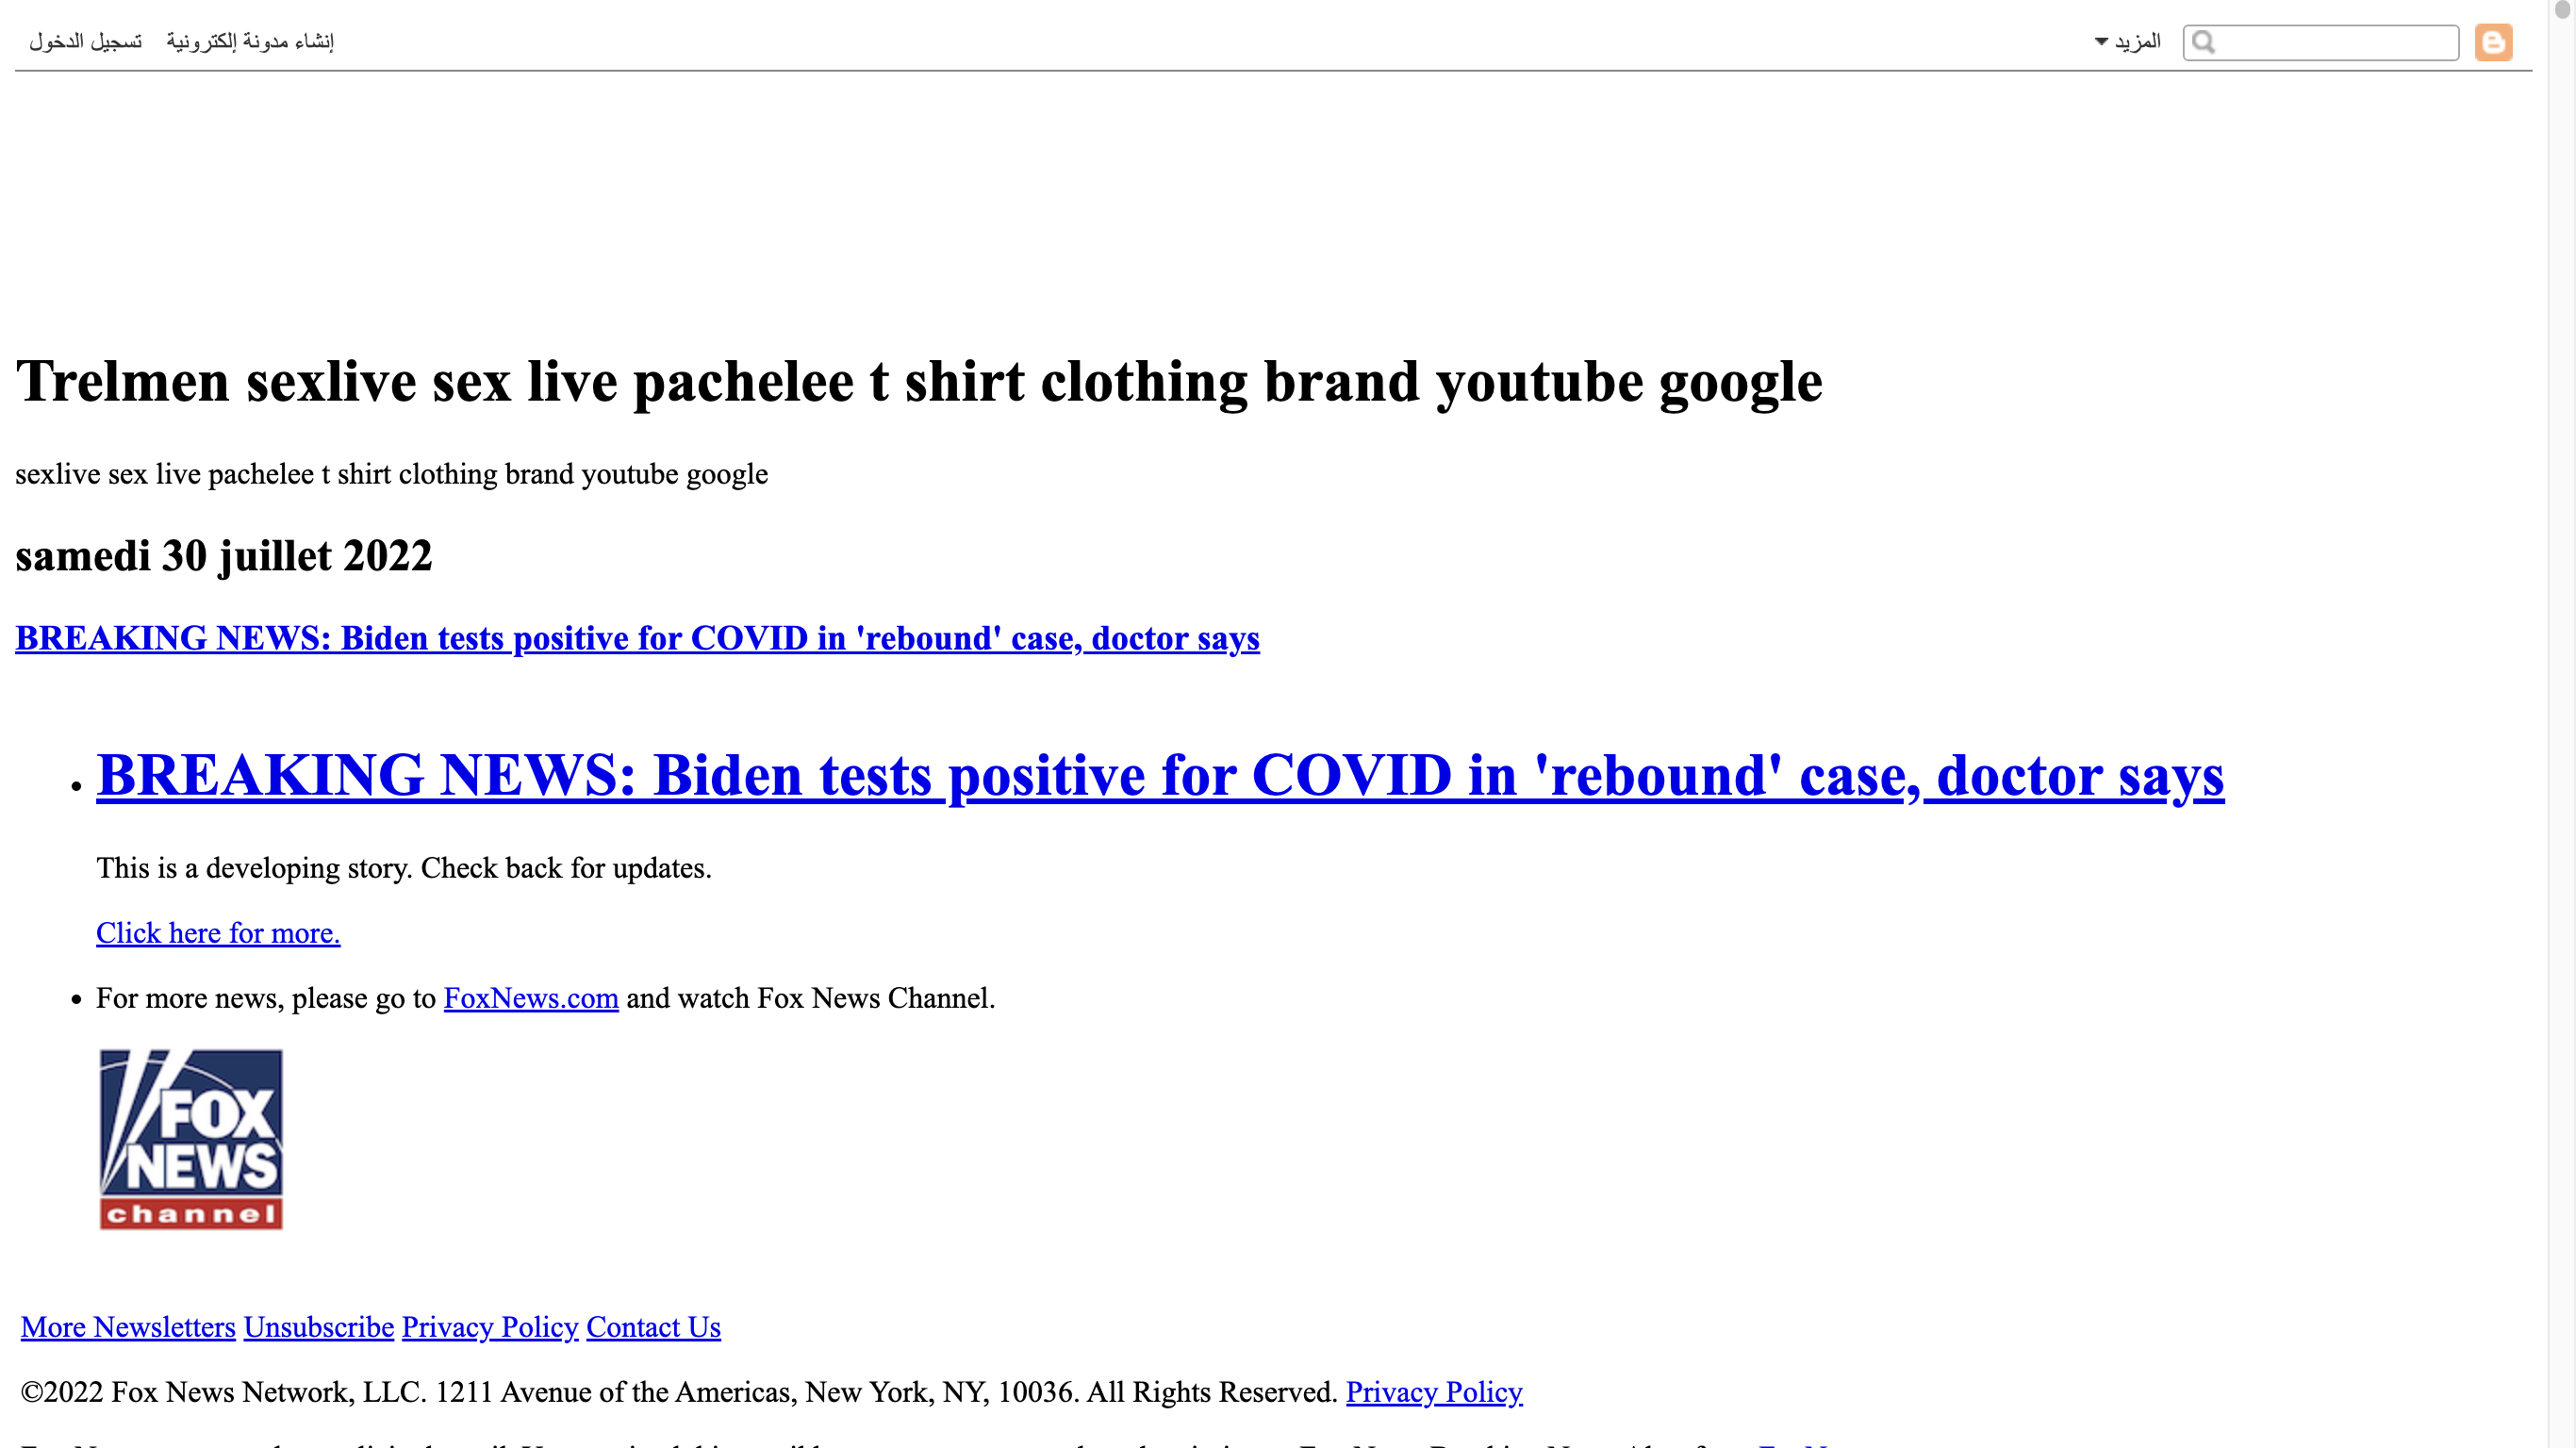 تسجيل الدخول إنشاء مدونة إلكترونية المزيد
Trelmen sexlive sex live pachelee t shirt clothing brand youtube google
sexlive sex live pachelee t shirt clothing brand youtube google
samedi 30 juillet 2022
BREAKING NEWS: Biden tests positive for COVID in 'rebound' case, doctor says
BREAKING NEWS: Biden tests positive for COVID in 'rebound' case, doctor says
This is a developing story. Check back for updates.
Click here for more.
For more news, please go to FoxNews.com and watch Fox News Channel.
FOX
NEWS
channel
More Newsletters Unsubscribe Privacy Policy Contact Us
©2022 Fox News Network, LLC. 1211 Avenue of the Americas, New York, NY, 10036. All Rights Reserved. Privacy Policy